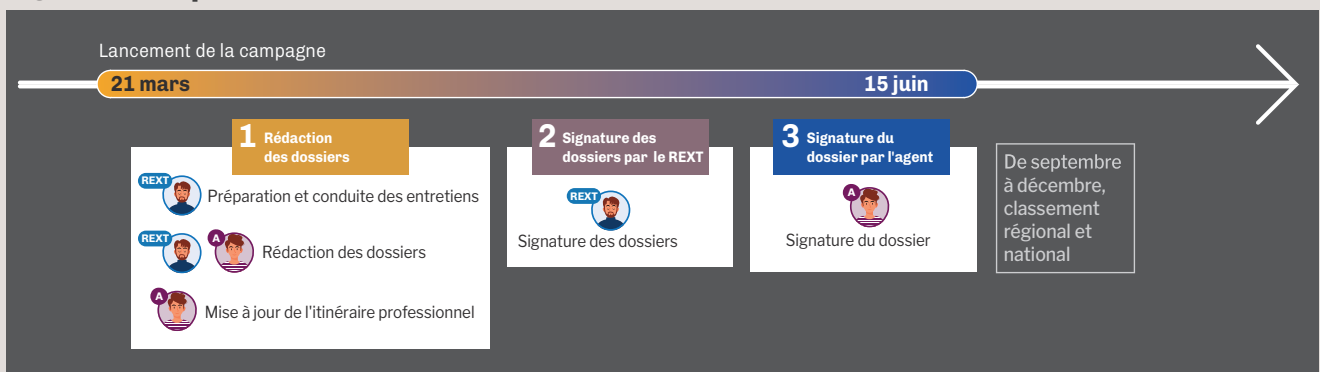 Lancement de la campagne
21 mars
15 juin
1 Rédaction
des dossiers
REXT
Préparation et conduite des entretiens
REXT A
Rédaction des dossiers
A
Mise à jour de l'itinéraire professionnel
2 Signature des
dossiers par le REXT
REXT
Signature des dossiers
3 Signature du
dossier par l'agent
A
Signature du dossier
De septembre
à décembre,
classement
régional et
national